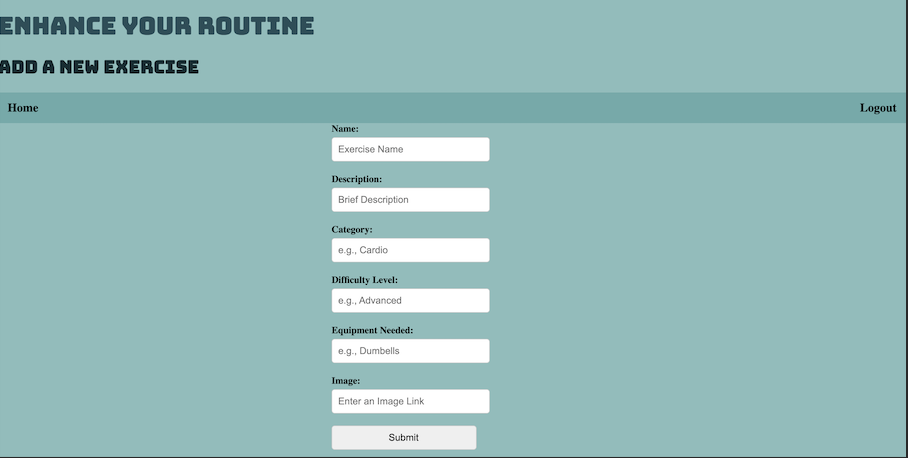 ENHANCE YOUR ROUTINE
ADD A NEW EXERCISE
Home Logout
Name:
Exercise Name
Description:
Brief Description
Category:
e.g., Cardio
Difficulty Level:
e.g., Advanced
Equipment Needed:
e.g., Dumbells
Image:
Enter an Image Link
Submit